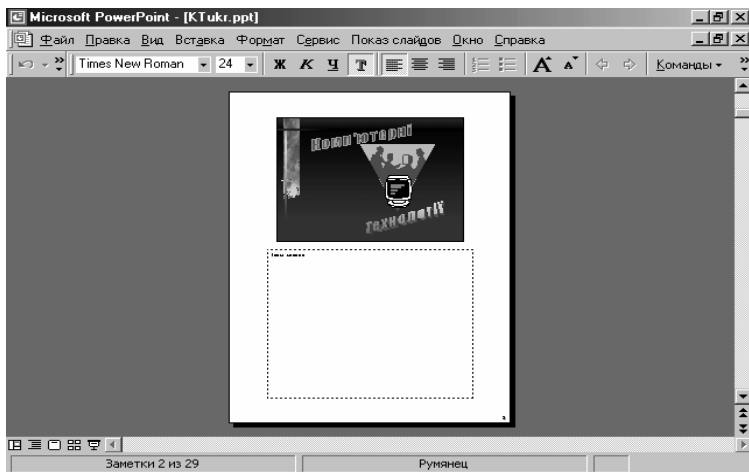 Microsoft PowerPoint - [KTukr.ppt]
Файл Правка Вид Вставка Формат Сервис Показ слайдов Окно Справка
Times New Roman 24 Ж К Ч Т А А Команды
Комп'ютерні
технології
Заметки 2 из 29 Румянец